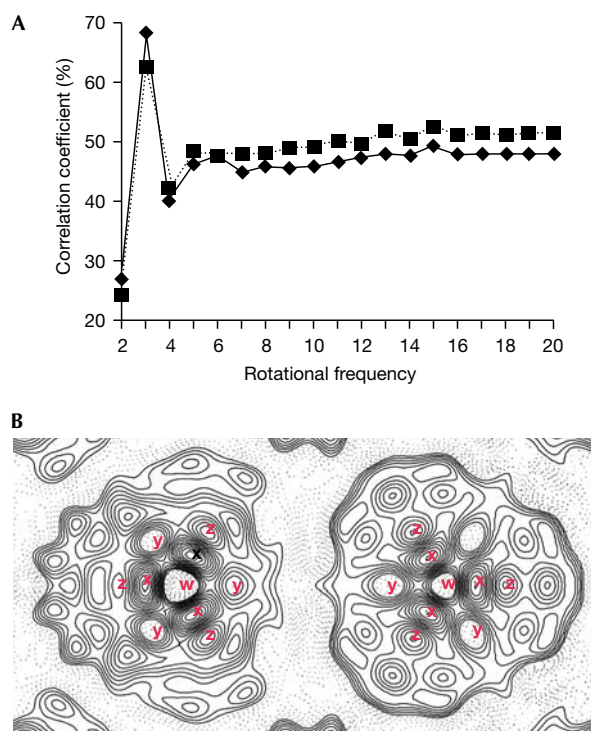 A
70
60
50
40
30
20
Correlation coefficient (%)
2 4 6 8 10 12 14 16 18 20
Rotational frequency
B
z z
y x x
z x w y y w x z
x x
y z z y